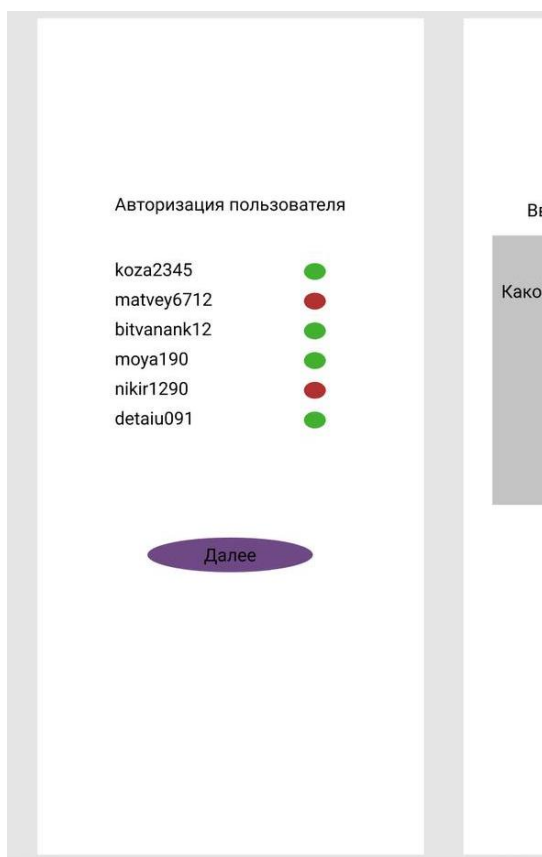 Авторизация пользователя
koza2345
matvey6712
bitvanank12
moya190
nikir1290
detaiu091
Далее